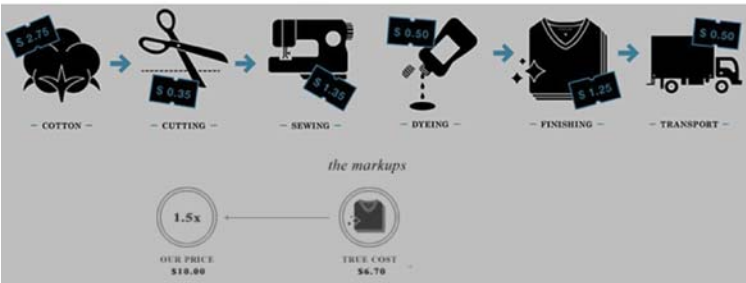 $ 2.75
$ 0.35
$ 1.35
$ 0.50
$ 1.25
$ 0.50
– COTTON –
– CUTTING –
– SEWING –
– DYEING –
– FINISHING –
– TRANSPORT –
the markups
1.5x
OUR PRICE
$10.00
TRUE COST
$6.70